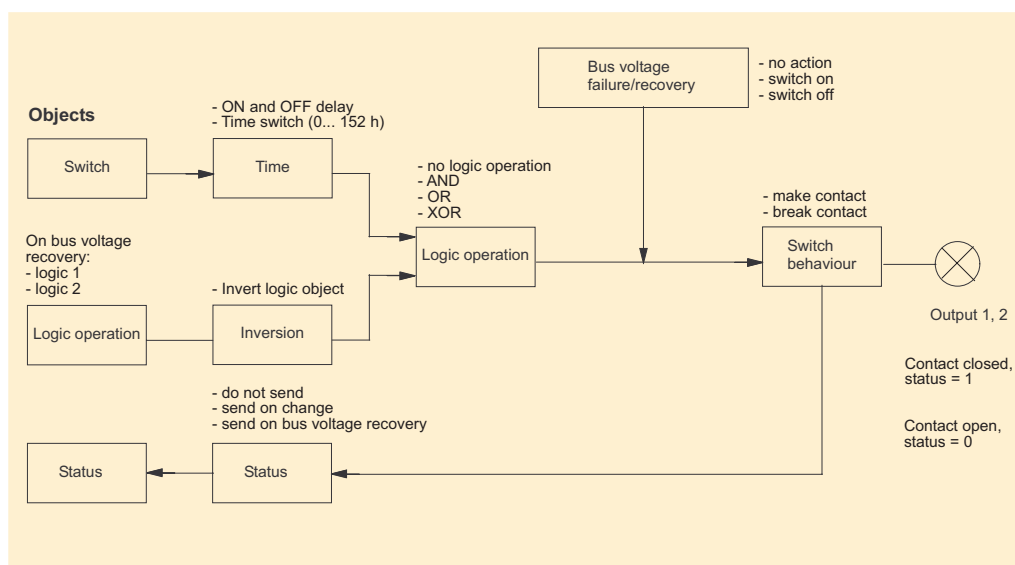 Objects
- ON and OFF delay
- Time switch (0... 152 h)
Switch
Time
Bus voltage
failure/recovery
- no action
- switch on
- switch off
- no logic operation
- AND
- OR
- XOR
Logic operation
On bus voltage
recovery:
- logic 1
- logic 2
- Invert logic object
Logic operation
Inversion
- make contact
- break contact
Switch
behaviour
Output 1, 2
Contact closed,
status = 1
Contact open,
status = 0
- do not send
- send on change
- send on bus voltage recovery
Status
Status